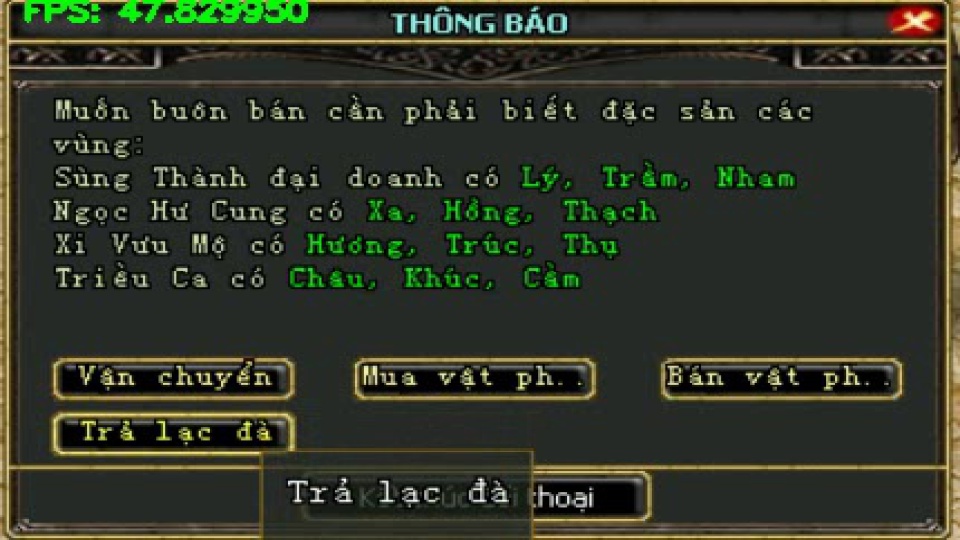 FPS: 47.829950
THÔNG BÁO
Muốn buôn bán cần phải biết đặc sản các
vùng:
Sùng Thành đại doanh có Lý, Trầm, Nham
Ngọc Hư Cung có Xa, Hồng, Thạch
Xi Vưu Mộ có Hương, Trúc, Thụ
Triều Ca có Châu, Khúc, Cầm
Vận chuyển
Mua vật ph..
Bán vật ph..
Trả lạc đà
Trả lạc đà
thoại